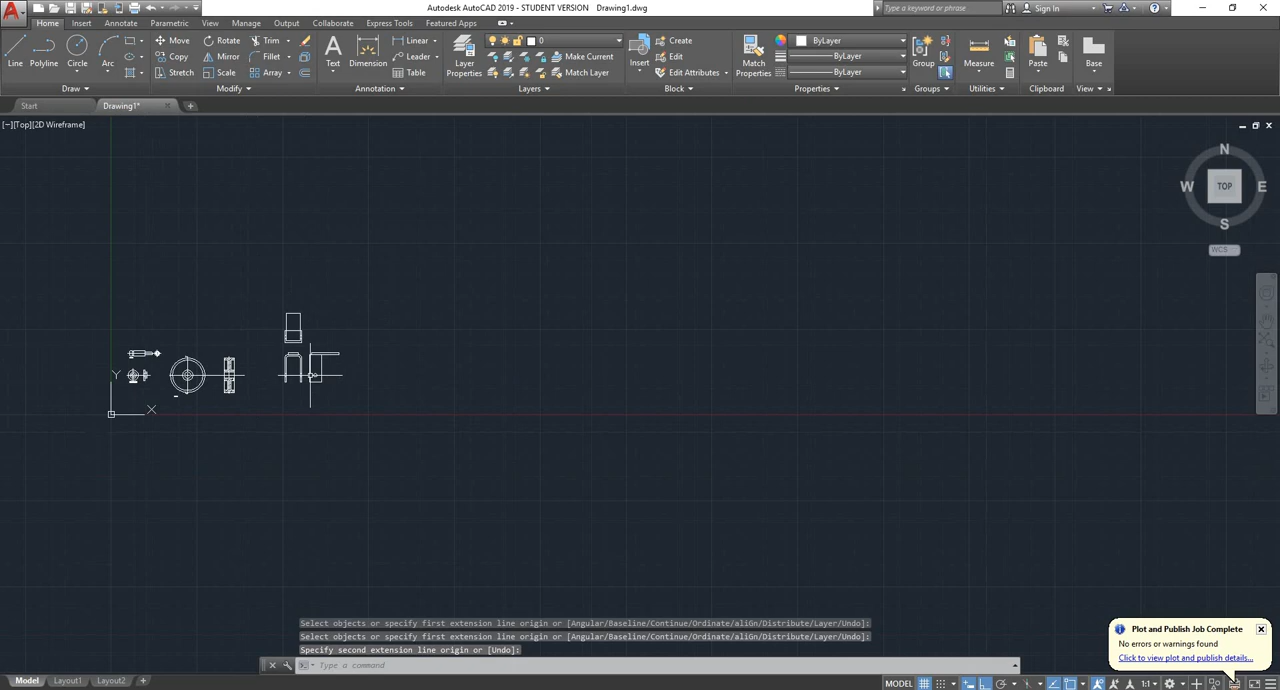 Autodesk AutoCAD 2019 - STUDENT VERSION Drawing1.dwg
Type a keyword or phrase
Sign In
Home Insert Annotate Parametric View Manage Output Collaborate Express Tools Featured Apps
Line
Polyline
Circle
Arc
Move
Copy
Stretch
Rotate
Mirror
Scale
Trim
Fillet
Array
Text
Dimension
Linear
Leader
Table
Layer
Properties
0
Make Current
Match Layer
Insert
Create
Edit
Edit Attributes
Match
Properties
ByLayer
ByLayer
ByLayer
Group
Measure
Paste
Base
Draw
Modify
Annotation
Layers
Block
Properties
Groups
Utilities
Clipboard
View
Start
Drawing1*
[−][Top][2D Wireframe]
N
W
TOP
E
S
WCS
Y
X
Select objects or specify first extension line origin or [Angular/Baseline/Continue/Ordinate/aliGn/Distribute/Layer/Undo]:
Select objects or specify first extension line origin or [Angular/Baseline/Continue/Ordinate/aliGn/Distribute/Layer/Undo]:
Specify second extension line origin or [Undo]:
Type a command
Plot and Publish Job Complete
No errors or warnings found
Click to view plot and publish details...
Model
Layout1
Layout2
MODEL
1:1